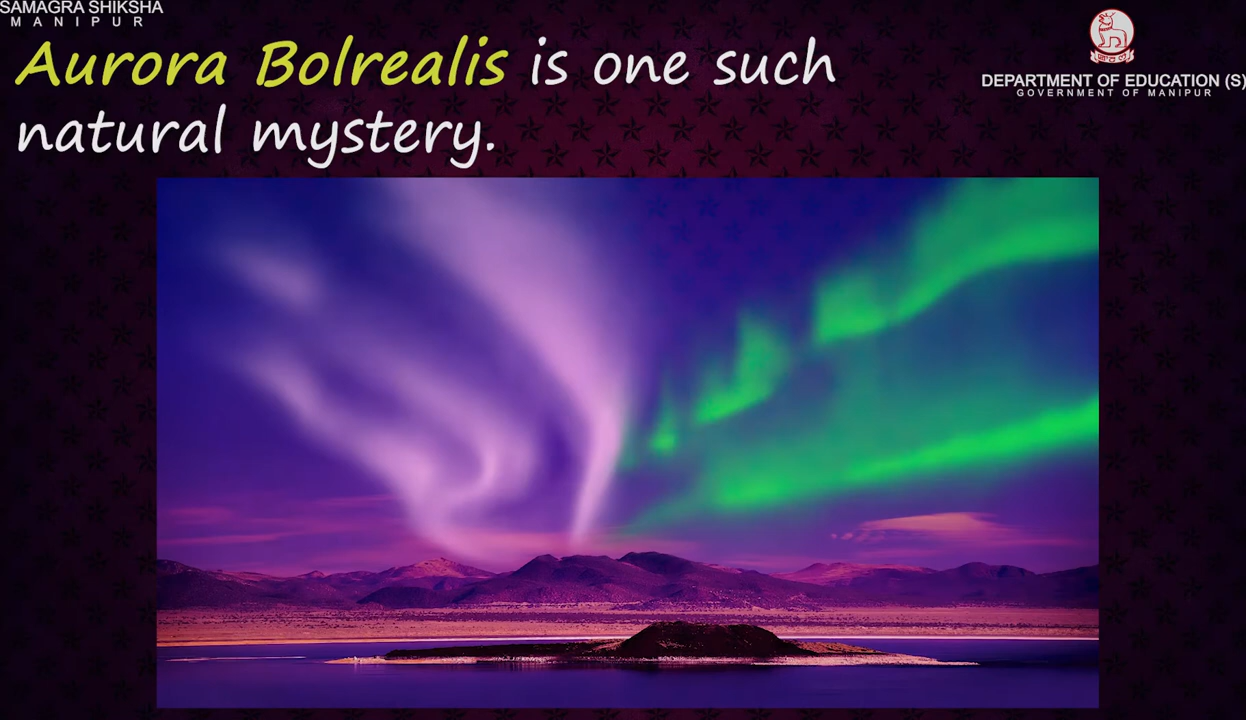 SAMAGRA SHIKSHA
MANIPUR
Aurora Bolrealis is one such
natural mystery.
DEPARTMENT OF EDUCATION (S)
GOVERNMENT OF MANIPUR